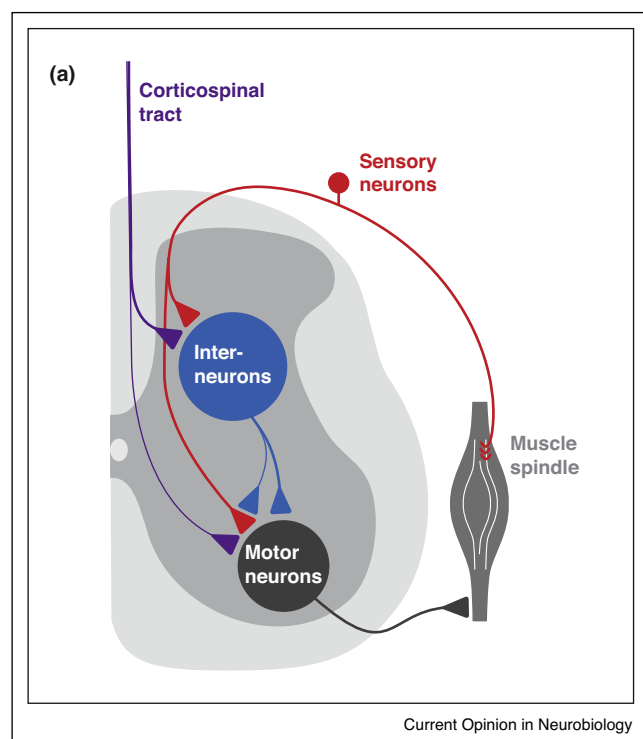 (a)
Corticospinal
tract
Sensory
neurons
Inter-
neurons
Muscle
spindle
Motor
neurons
Current Opinion in Neurobiology